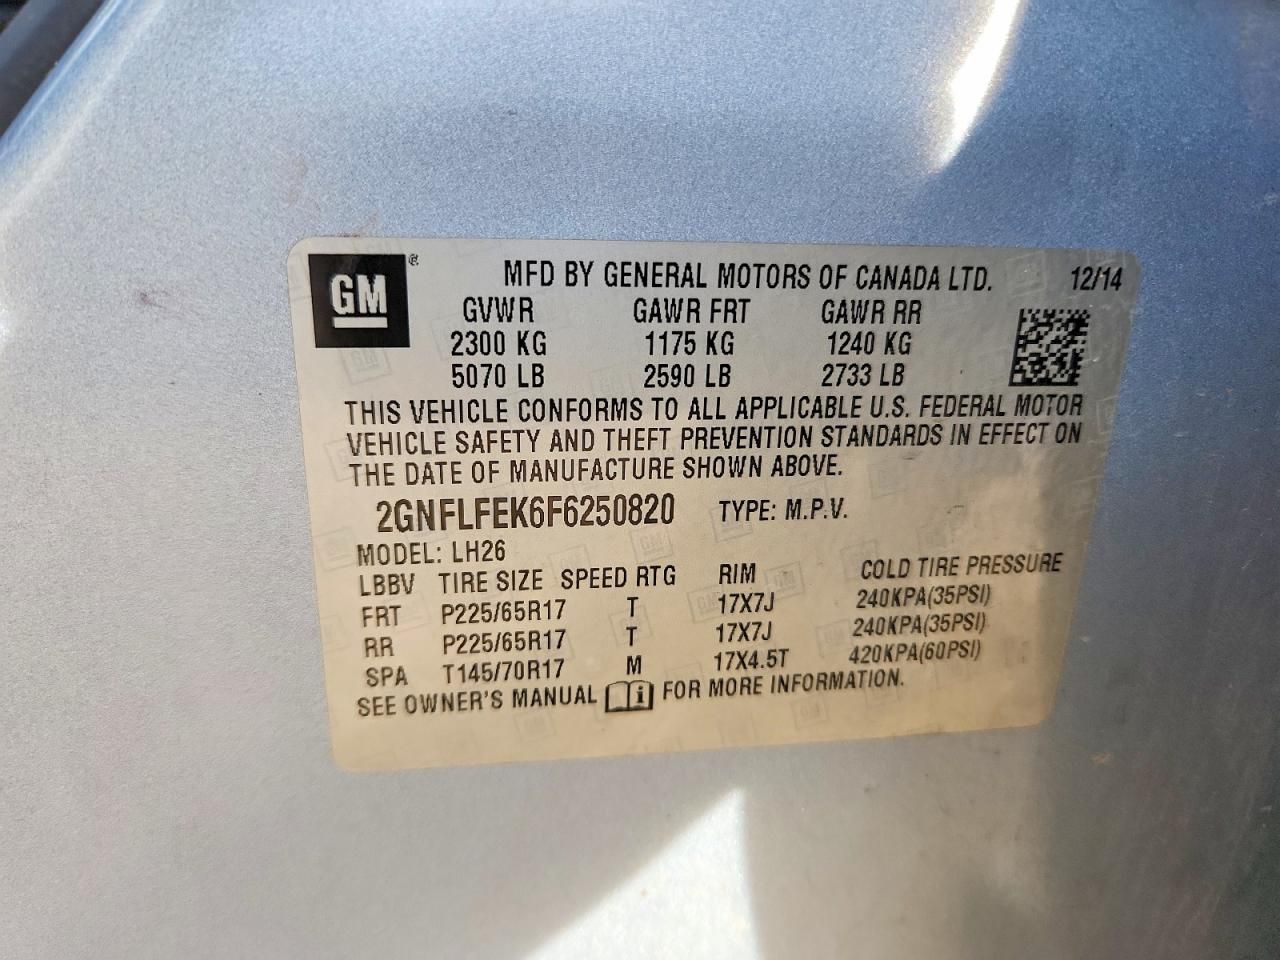 GM ®
MFD BY GENERAL MOTORS OF CANADA LTD. 12/14
GVWR GAWR FRT GAWR RR
2300 KG 1175 KG 1240 KG
5070 LB 2590 LB 2733 LB
THIS VEHICLE CONFORMS TO ALL APPLICABLE U.S. FEDERAL MOTOR
VEHICLE SAFETY AND THEFT PREVENTION STANDARDS IN EFFECT ON
THE DATE OF MANUFACTURE SHOWN ABOVE.
2GNFLFEK6F6250820 TYPE: M.P.V.
MODEL: LH26
LBBV TIRE SIZE SPEED RTG RIM COLD TIRE PRESSURE
FRT P225/65R17 T 17X7J 240KPA(35PSI)
RR P225/65R17 T 17X7J 240KPA(35PSI)
SPA T145/70R17 M 17X4.5T 420KPA(60PSI)
SEE OWNER'S MANUAL i FOR MORE INFORMATION.